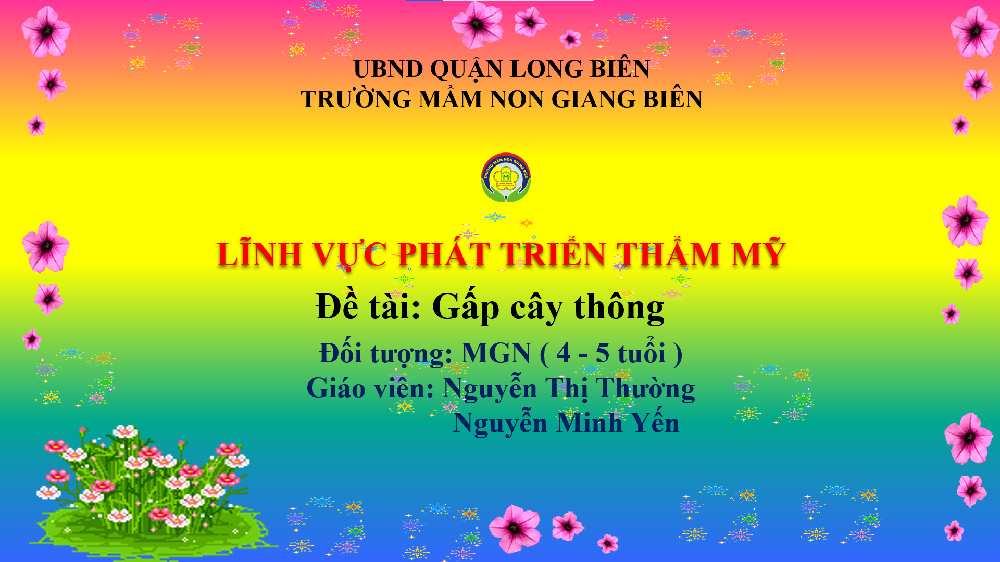 UBND QUẬN LONG BIÊN
TRƯỜNG MẦM NON GIANG BIÊN
TRƯỜNG MẦM NON GIANG BIÊN
LĨNH VỰC PHÁT TRIỂN THẨM MỸ
Đề tài: Gấp cây thông
Đối tượng: MGN ( 4 - 5 tuổi )
Giáo viên: Nguyễn Thị Thường
Nguyễn Minh Yến